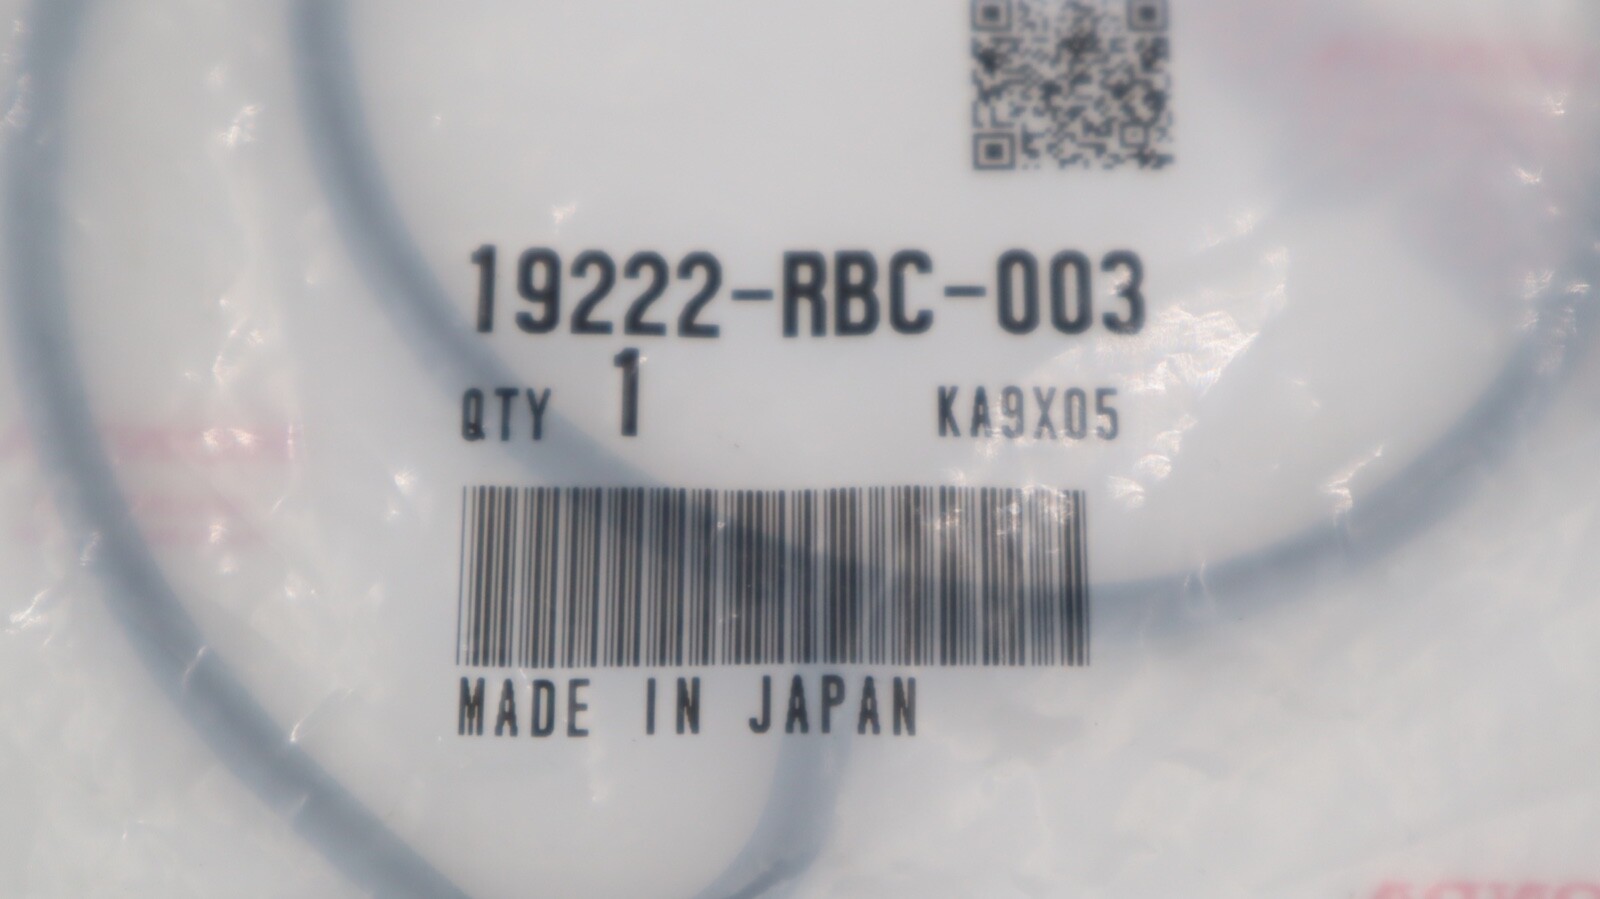 19222-RBC-003
QTY 1 KA9X05
MADE IN JAPAN